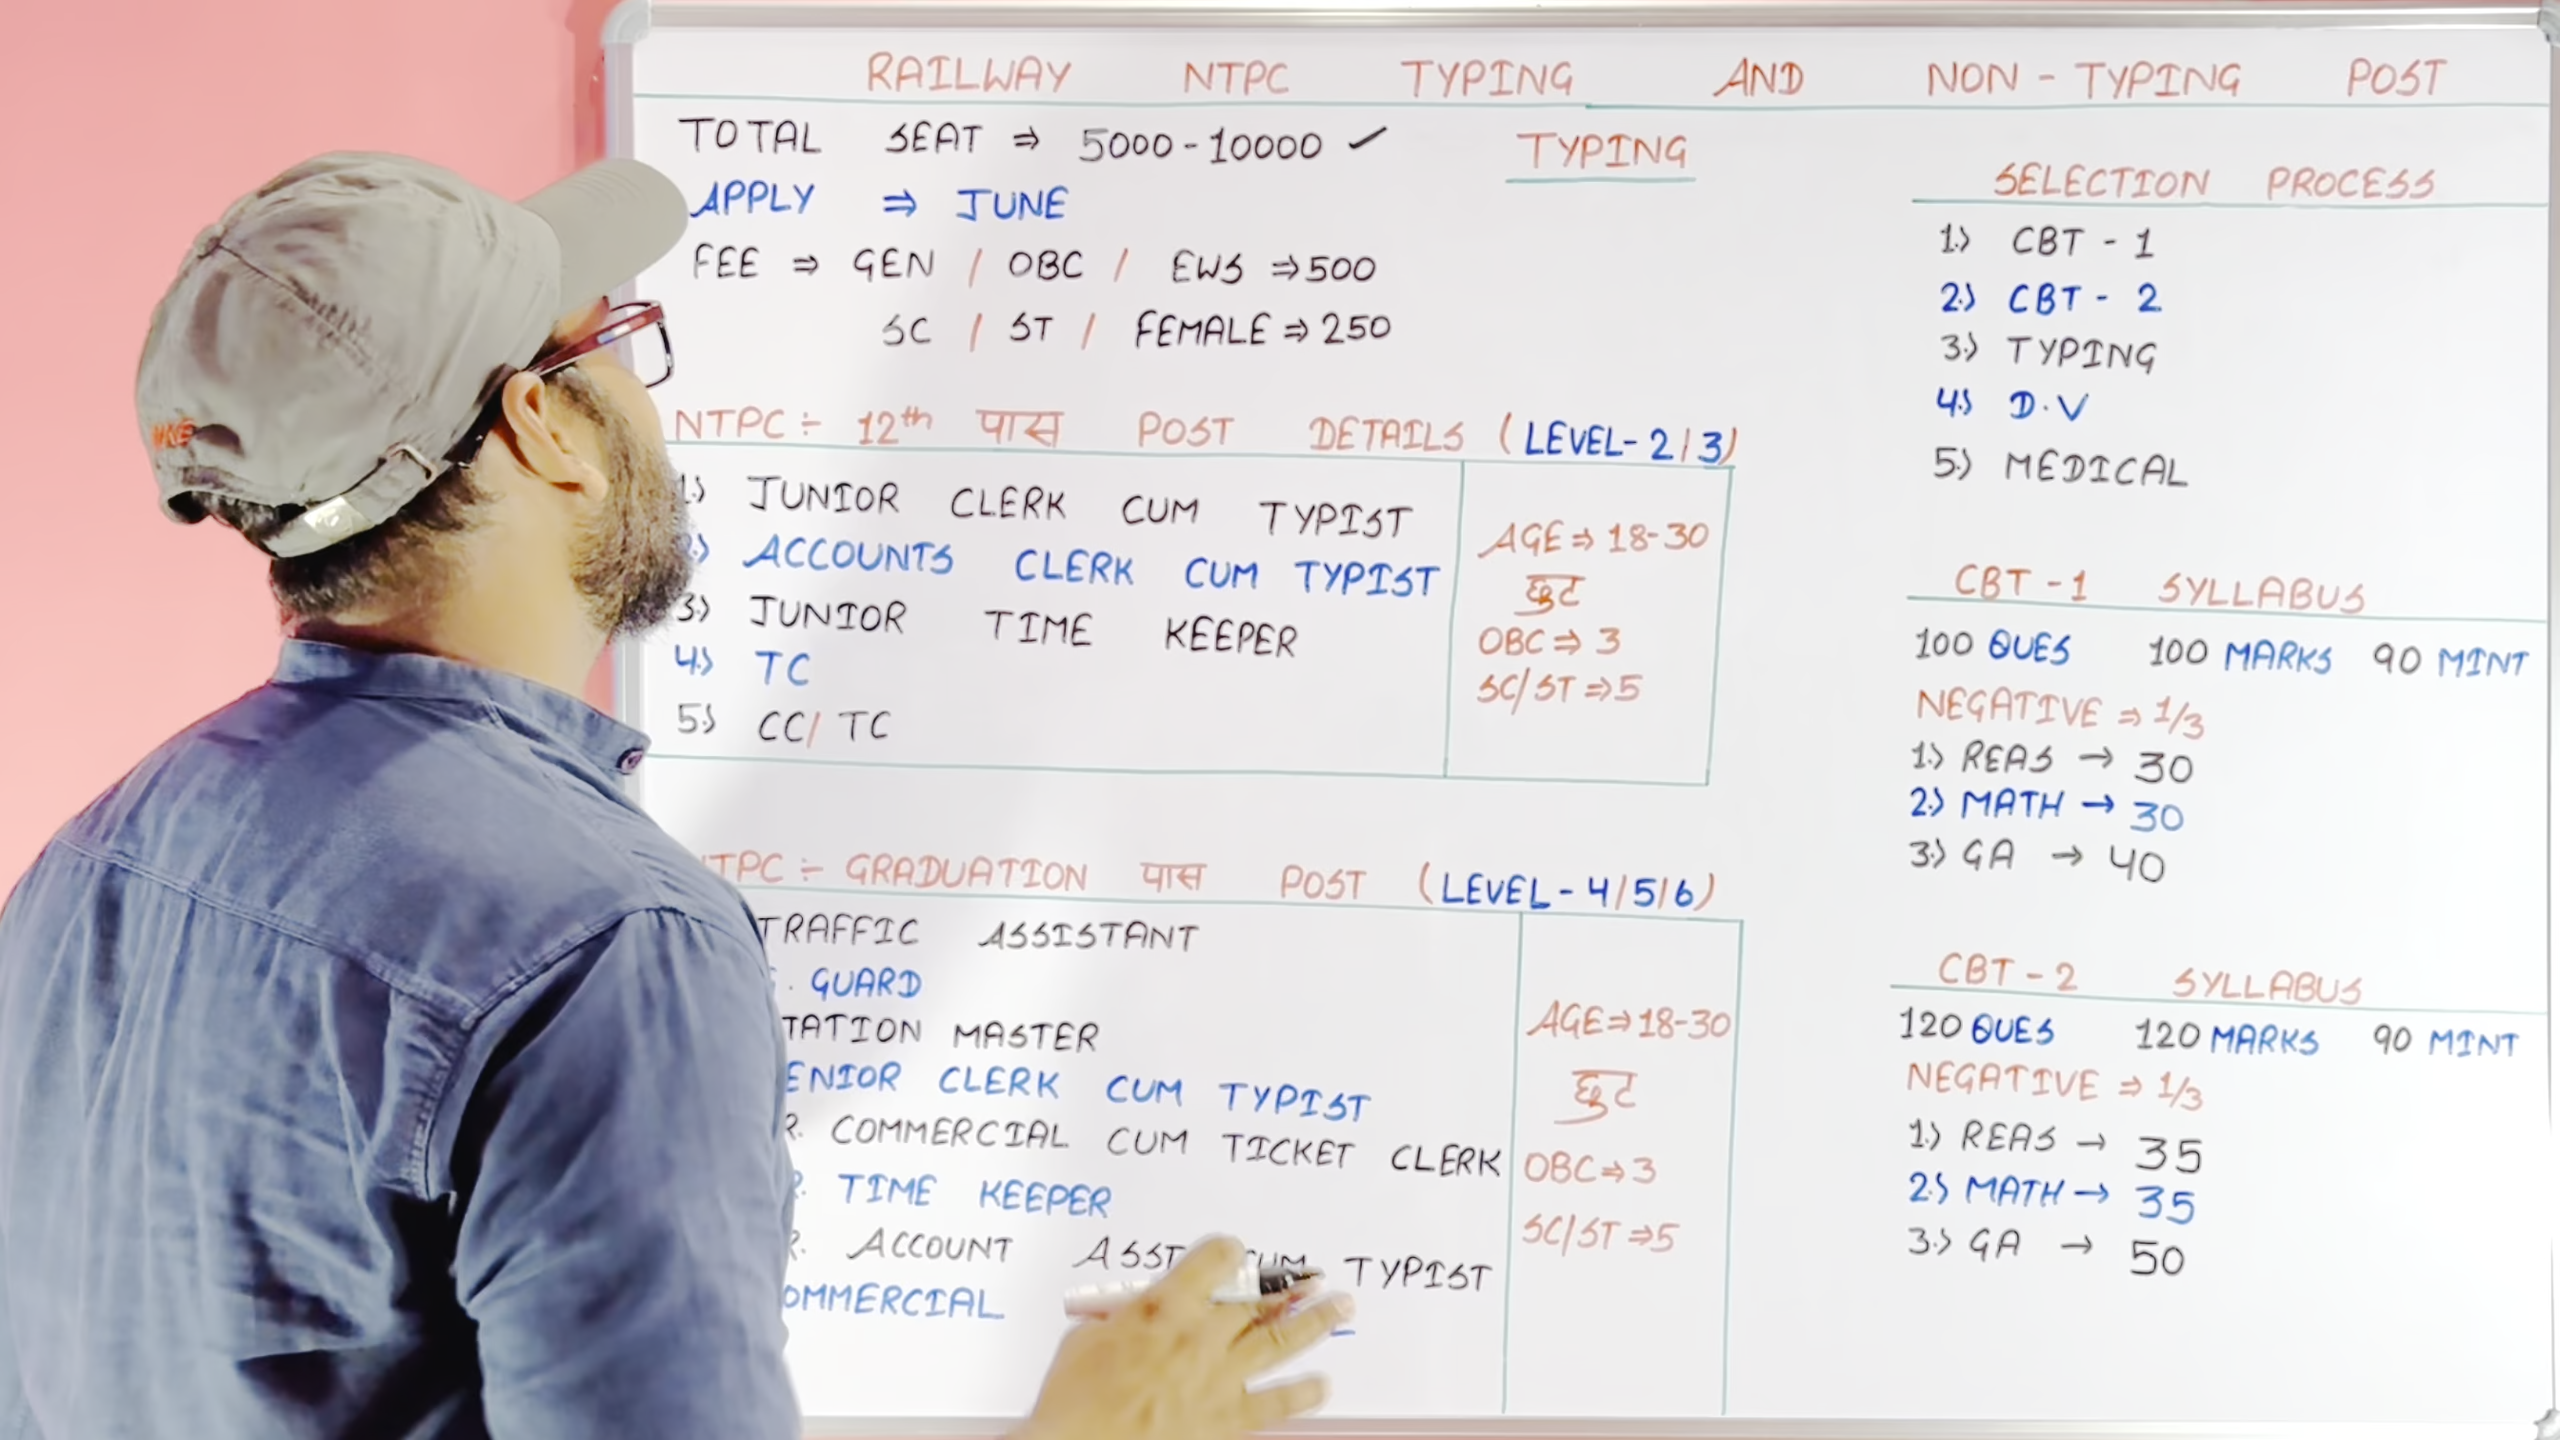 RAILWAY NTPC TYPING AND NON - TYPING POST
TOTAL SEAT ⇒ 5000 - 10000 ✓
APPLY ⇒ JUNE
FEE ⇒ GEN / OBC / EWS ⇒ 500
SC / ST / FEMALE ⇒ 250
TYPING
NTPC ÷ 12th पास POST DETAILS (LEVEL- 2/3)
1.) JUNIOR CLERK CUM TYPIST
ACCOUNTS CLERK CUM TYPIST
3.) JUNIOR TIME KEEPER
4.) TC
5.) CC/ TC
AGE ⇒ 18-30
छुट
OBC ⇒ 3
SC/ST ⇒ 5
TPC ÷ GRADUATION पास POST (LEVEL - 4/5/6)
TRAFFIC ASSISTANT
. GUARD
TATION MASTER
ENIOR CLERK CUM TYPIST
R. COMMERCIAL CUM TICKET CLERK
R. TIME KEEPER
R. ACCOUNT ASST CUM TYPIST
OMMERCIAL
AGE ⇒ 18-30
छुट
OBC ⇒ 3
SC/ST ⇒ 5
SELECTION PROCESS
1.) CBT - 1
2.) CBT - 2
3.) TYPING
4.) D.V
5.) MEDICAL
CBT - 1 SYLLABUS
100 QUES 100 MARKS 90 MINT
NEGATIVE ⇒ 1/3
1.) REAS → 30
2.) MATH → 30
3.) GA → 40
CBT - 2 SYLLABUS
120 QUES 120 MARKS 90 MINT
NEGATIVE ⇒ 1/3
1.) REAS → 35
2.) MATH → 35
3.) GA → 50